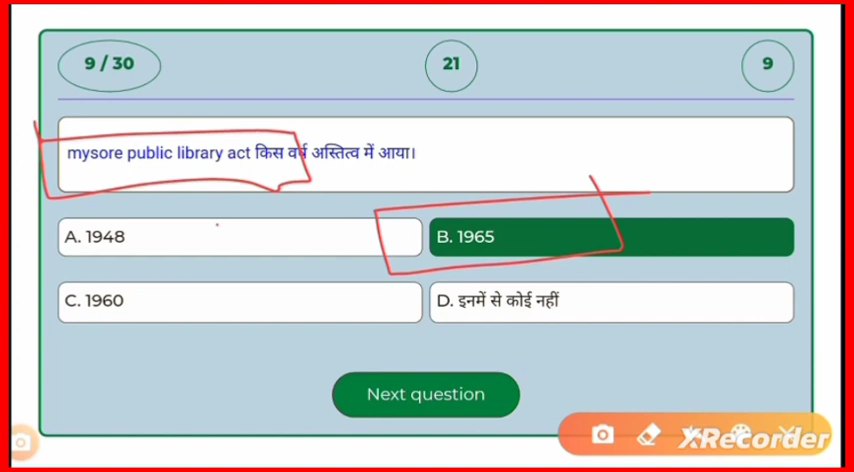 9 / 30
21
9
mysore public library act किस वर्ष अस्तित्व में आया।
A. 1948
B. 1965
C. 1960
D. इनमें से कोई नहीं
Next question
XRecorder